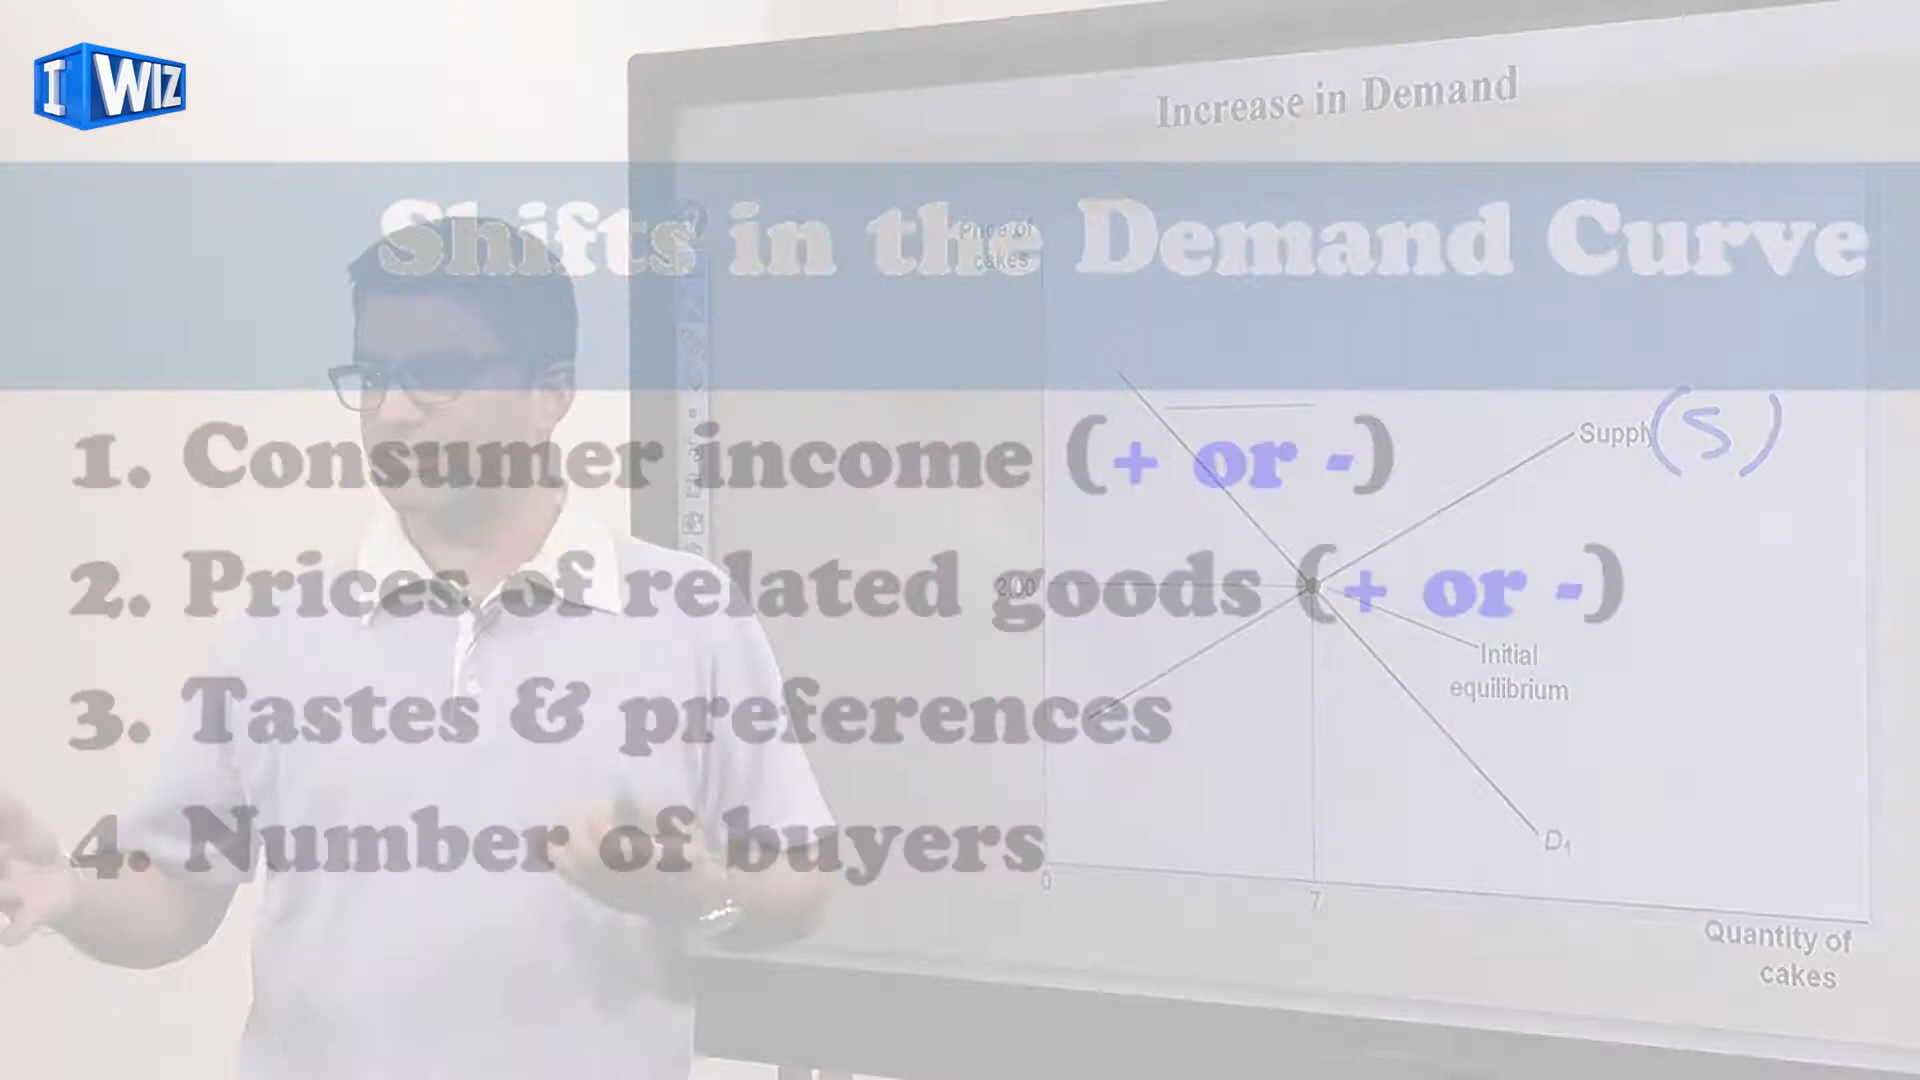 I WIZ
Increase in Demand
Shifts in the Demand Curve
Price of
cakes
1. Consumer income (+ or -)
Supply (S)
2. Prices of related goods (+ or -)
2.00
Initial
equilibrium
3. Tastes & preferences
4. Number of buyers
D1
0
7
Quantity of
cakes